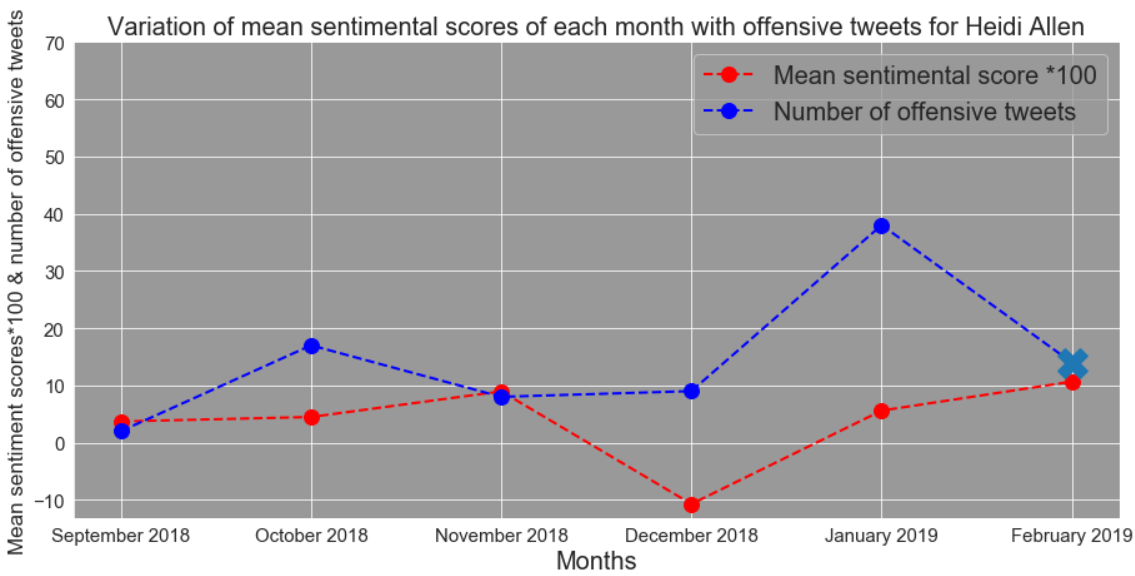 Variation of mean sentimental scores of each month with offensive tweets for Heidi Allen
Mean sentiment scores*100 & number of offensive tweets
70
60
50
40
30
20
10
0
−10
Mean sentimental score *100
Number of offensive tweets
September 2018
October 2018
November 2018
December 2018
January 2019
February 2019
Months